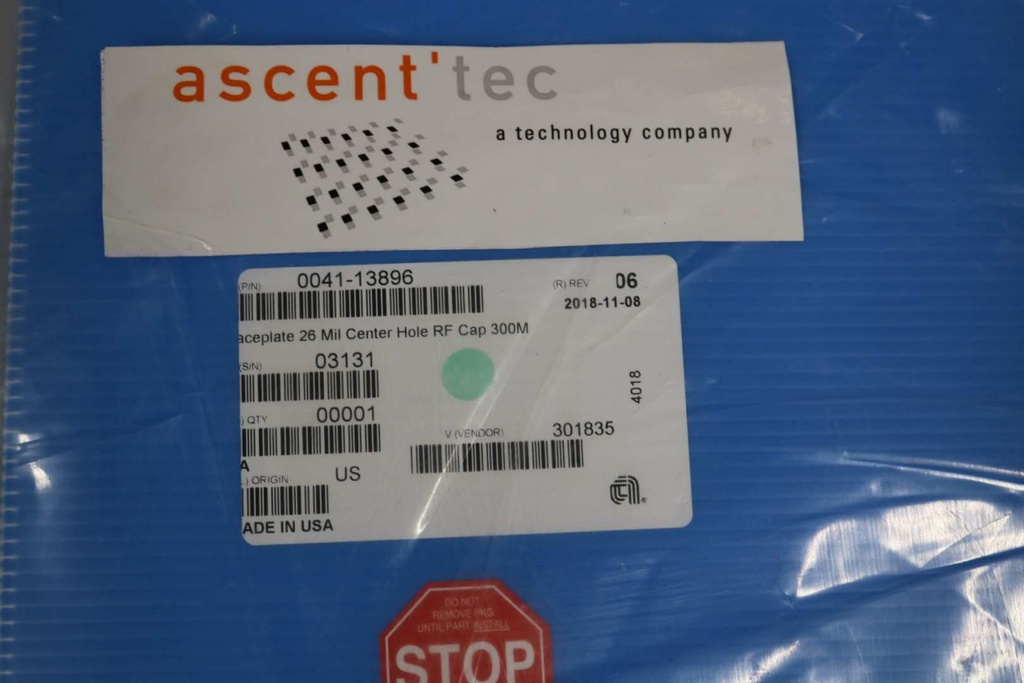 ascent'tec
a technology company
(P/N) 0041-13896
(R) REV 06
2018-11-08
aceplate 26 Mil Center Hole RF Cap 300M
(S/N) 03131
4018
) QTY 00001
V (VENDOR) 301835
A
) ORIGIN US
ADE IN USA
DO NOT
REMOVE PKG
UNTIL PART INSTALL
STOP